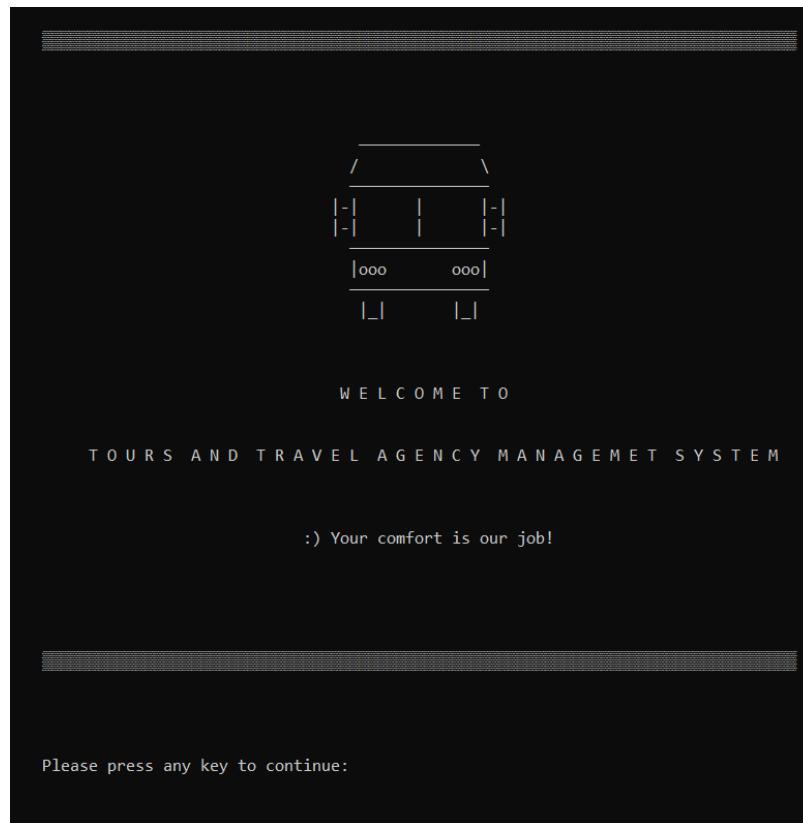 W E L C O M E  T O
T O U R S  A N D  T R A V E L  A G E N C Y  M A N A G E M E T  S Y S T E M
:) Your comfort is our job!
Please press any key to continue: